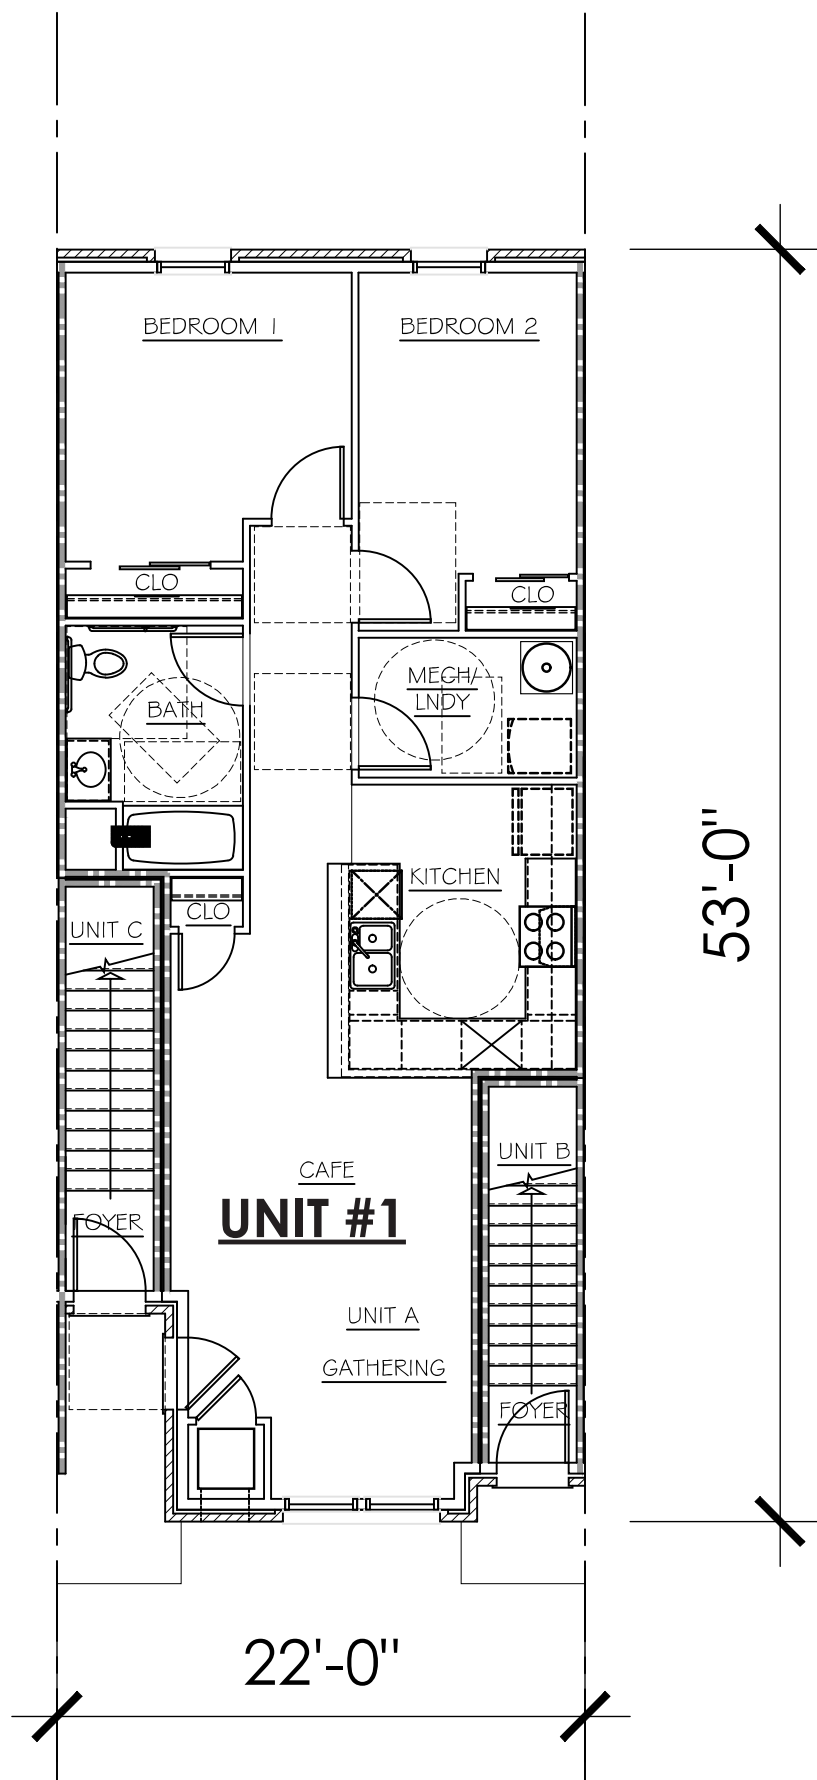 BEDROOM 1
BEDROOM 2
CLO
CLO
MECH/
LNDY
BATH
53'-0"
KITCHEN
CLO
UNIT C
UNIT B
CAFE
UNIT #1
FOYER
UNIT A
GATHERING
FOYER
22'-0"